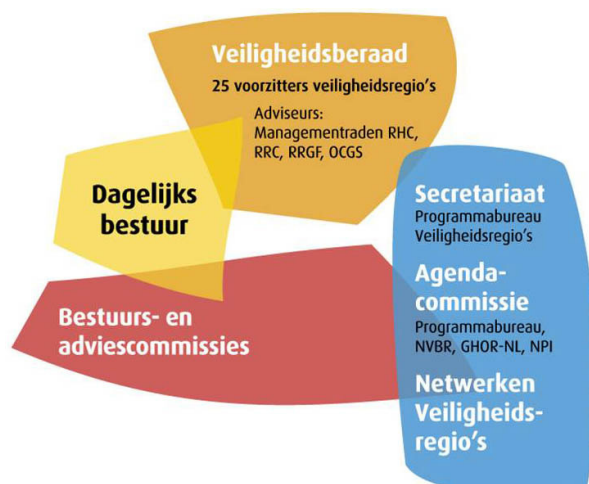 Veiligheidsberaad
25 voorzitters veiligheidsregio's
Adviseurs:
Managementraden RHC,
RRC, RRGF, OCGS
Dagelijks
bestuur
Bestuurs- en
adviescommissies
Secretariaat
Programmabureau
Veiligheidsregio's
Agenda-
commissie
Programmabureau,
NVBR, GHOR-NL, NPI
Netwerken
Veiligheids-
regio's